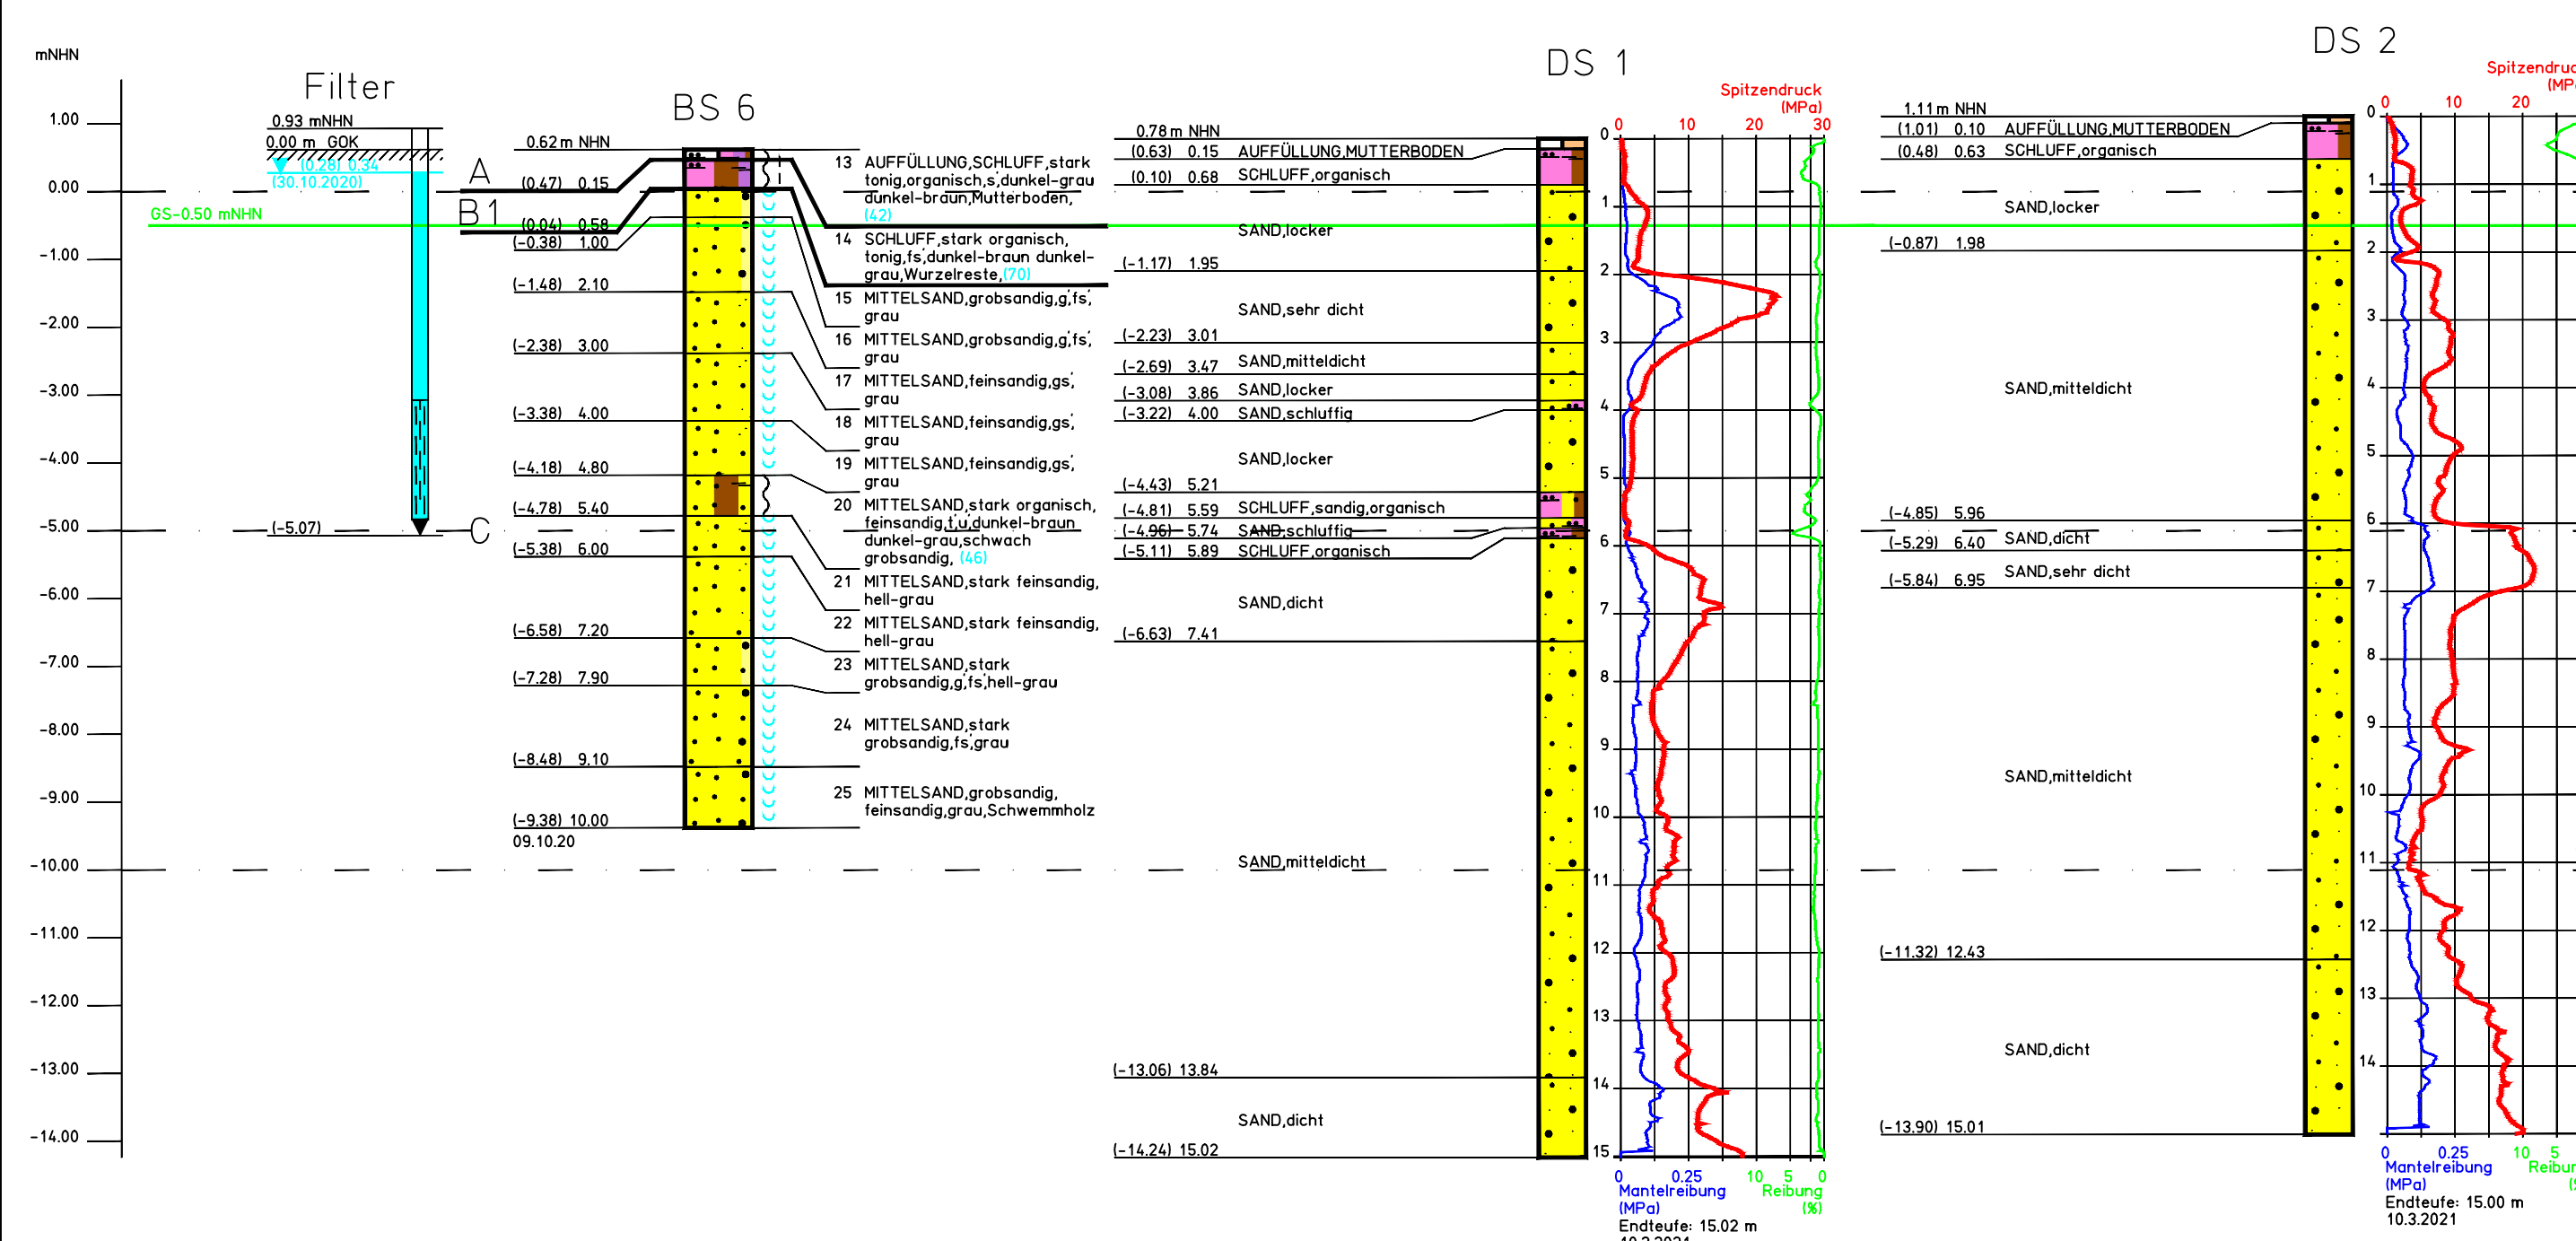 mNHN
1.00
0.00
-1.00
-2.00
-3.00
-4.00
-5.00
-6.00
-7.00
-8.00
-9.00
-10.00
-11.00
-12.00
-13.00
-14.00
Filter
0.93 mNHN
0.00 m GOK
(0.28) 0.34
(30.10.2020)
GS-0.50 mNHN
(-5.07)
A
B1
C
BS 6
0.62 m NHN
(0.47) 0.15
(0.04) 0.58
(-0.38) 1.00
(-1.48) 2.10
(-2.38) 3.00
(-3.38) 4.00
(-4.18) 4.80
(-4.78) 5.40
(-5.38) 6.00
(-6.58) 7.20
(-7.28) 7.90
(-8.48) 9.10
(-9.38) 10.00
09.10.20
13 AUFFÜLLUNG,SCHLUFF,stark
tonig,organisch,s',dunkel-grau
dunkel-braun,Mutterboden,
(42)
14 SCHLUFF,stark organisch,
tonig,fs',dunkel-braun dunkel-
grau,Wurzelreste,(70)
15 MITTELSAND,grobsandig,g',fs',
grau
16 MITTELSAND,grobsandig,g',fs',
grau
17 MITTELSAND,feinsandig,gs',
grau
18 MITTELSAND,feinsandig,gs',
grau
19 MITTELSAND,feinsandig,gs',
grau
20 MITTELSAND,stark organisch,
feinsandig,t',u',dunkel-braun
dunkel-grau,schwach
grobsandig, (46)
21 MITTELSAND,stark feinsandig,
hell-grau
22 MITTELSAND,stark feinsandig,
hell-grau
23 MITTELSAND,stark
grobsandig,g',fs',hell-grau
24 MITTELSAND,stark
grobsandig,fs',grau
25 MITTELSAND,grobsandig,
feinsandig,grau,Schwemmholz
DS 1
0.78 m NHN
(0.63) 0.15 AUFFÜLLUNG,MUTTERBODEN
(0.10) 0.68 SCHLUFF,organisch
SAND,locker
(-1.17) 1.95
SAND,sehr dicht
(-2.23) 3.01
SAND,mitteldicht
(-2.69) 3.47
SAND,locker
(-3.08) 3.86
(-3.22) 4.00 SAND,schluffig
SAND,locker
(-4.43) 5.21
(-4.81) 5.59 SCHLUFF,sandig,organisch
(-4.96) 5.74 SAND,schluffig
(-5.11) 5.89 SCHLUFF,organisch
SAND,dicht
(-6.63) 7.41
SAND,mitteldicht
(-13.06) 13.84
SAND,dicht
(-14.24) 15.02
Spitzendruck
(MPa)
0 10 20 30
0
1
2
3
4
5
6
7
8
9
10
11
12
13
14
15
0 0.25 10 5 0
Mantelreibung Reibung
(MPa) (%)
Endteufe: 15.02 m
DS 2
1.11 m NHN
(1.01) 0.10 AUFFÜLLUNG,MUTTERBODEN
(0.48) 0.63 SCHLUFF,organisch
SAND,locker
(-0.87) 1.98
SAND,mitteldicht
(-4.85) 5.96
SAND,dicht
(-5.29) 6.40
SAND,sehr dicht
(-5.84) 6.95
SAND,mitteldicht
(-11.32) 12.43
SAND,dicht
(-13.90) 15.01
Spitzendruc
(MP
0 10 20
0
1
2
3
4
5
6
7
8
9
10
11
12
13
14
0 0.25 10 5
Mantelreibung Reibu
(MPa)
Endteufe: 15.00 m
10.3.2021